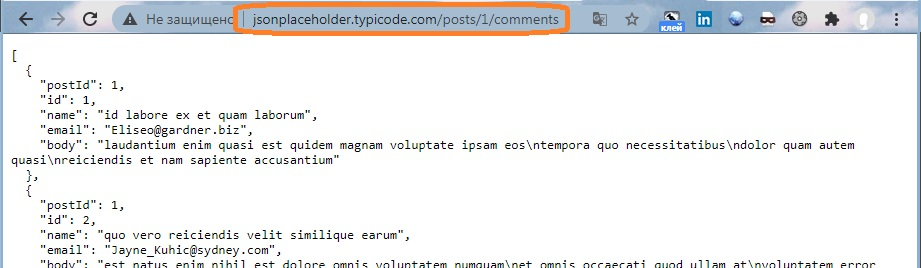 Не защищено | jsonplaceholder.typicode.com/posts/1/comments
клей
in
[
{
"postId": 1,
"id": 1,
"name": "id labore ex et quam laborum",
"email": "Eliseo@gardner.biz",
"body": "laudantium enim quasi est quidem magnam voluptate ipsam eos\ntempora quo necessitatibus\ndolor quam autem
quasi\nreiciendis et nam sapiente accusantium"
},
{
"postId": 1,
"id": 2,
"name": "quo vero reiciendis velit similique earum",
"email": "Jayne_Kuhic@sydney.com",
"body": "est natus enim nihil est dolore omnis voluptatem numquam\net omnis occaecati quod ullam at\nvoluptatem error